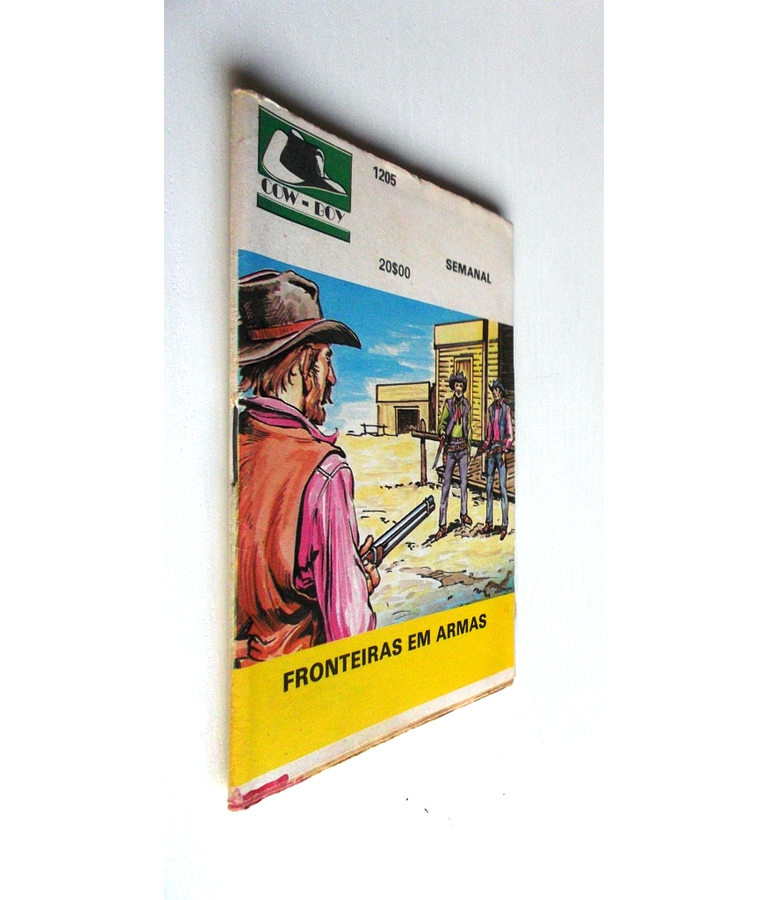 COW-BOY
1205
20$00
SEMANAL
FRONTEIRAS EM ARMAS